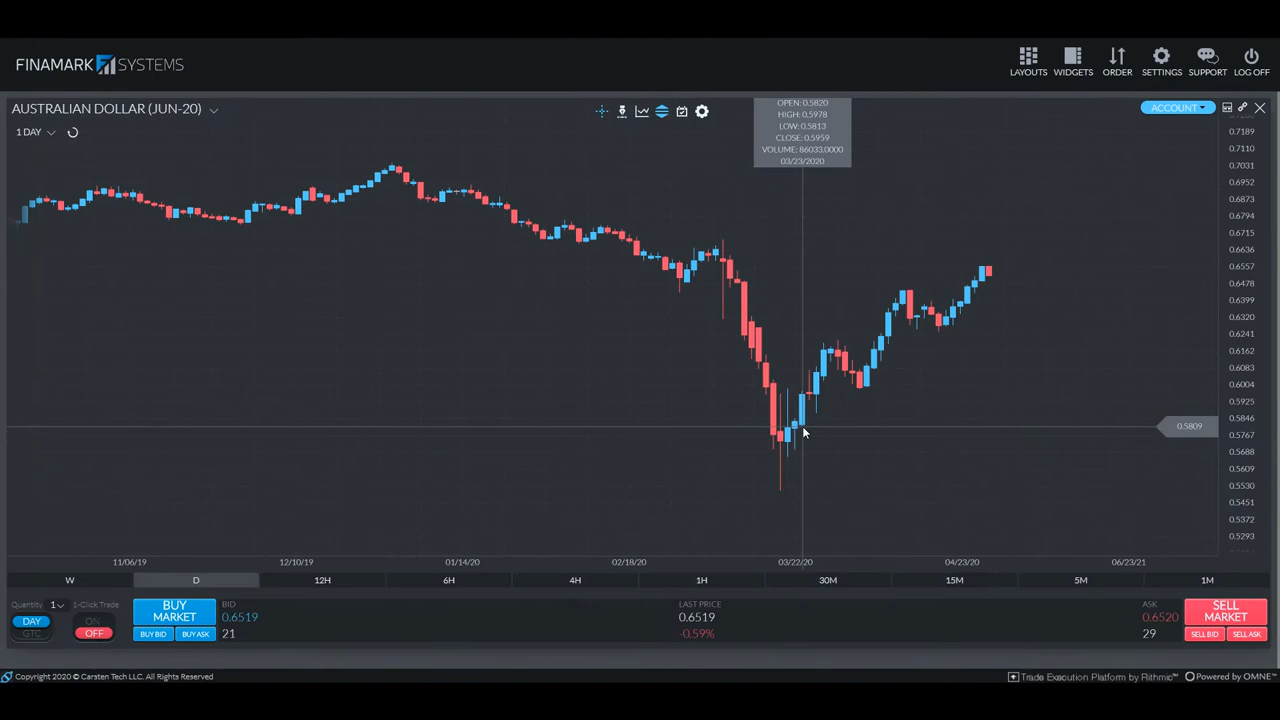 FINAMARK SYSTEMS
LAYOUTS WIDGETS ORDER SETTINGS SUPPORT LOG OFF
AUSTRALIAN DOLLAR (JUN-20)
ACCOUNT
1 DAY
OPEN: 0.5820
HIGH: 0.5978
LOW: 0.5813
CLOSE: 0.5959
VOLUME: 86033.0000
03/23/2020
0.7189
0.7110
0.7031
0.6952
0.6873
0.6794
0.6715
0.6636
0.6557
0.6478
0.6399
0.6320
0.6241
0.6162
0.6083
0.6004
0.5925
0.5846
0.5809
0.5767
0.5688
0.5609
0.5530
0.5451
0.5372
0.5293
11/06/19 12/10/19 01/14/20 02/18/20 03/22/20 04/23/20 06/23/21
W D 12H 6H 4H 1H 30M 15M 5M 1M
Quantity: 1 1-Click Trade
DAY
GTC
ON
OFF
BUY
MARKET
BUY BID BUY ASK
BID
0.6519
21
LAST PRICE
0.6519
-0.59%
ASK
0.6520
29
SELL
MARKET
SELL BID SELL ASK
Copyright 2020 © Carsten Tech LLC. All Rights Reserved
Trade Execution Platform by Rithmic™ Powered by OMNE™